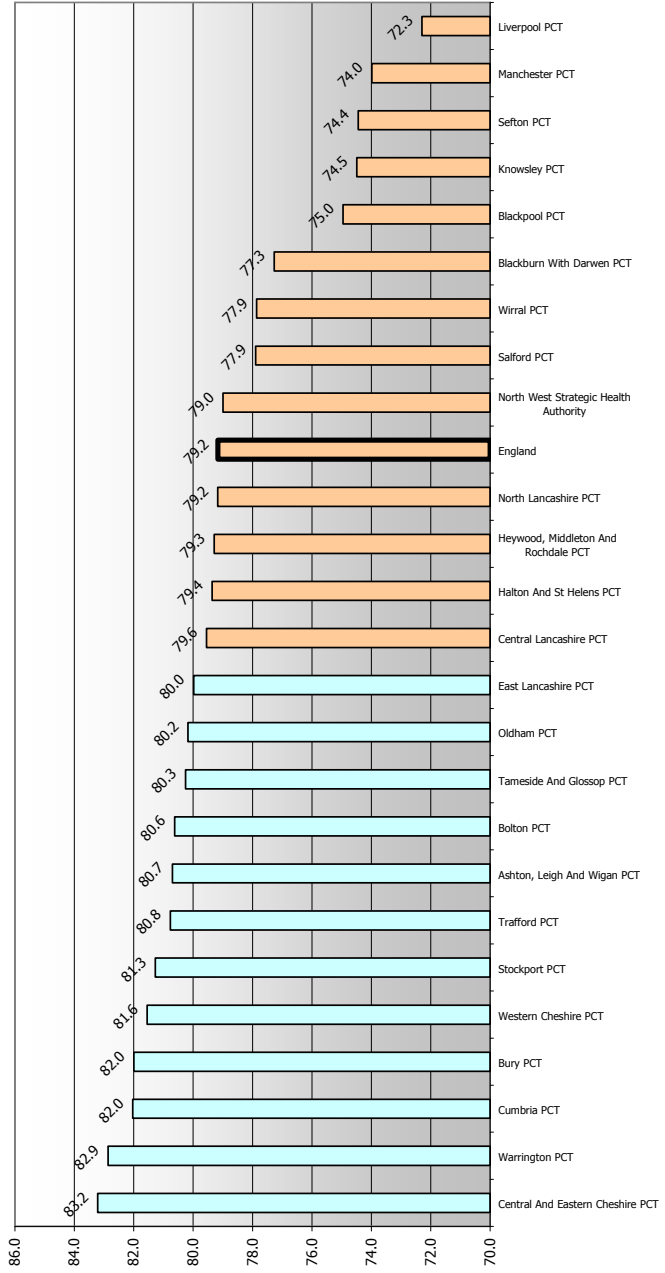 72.3
Liverpool PCT
74.0
Manchester PCT
74.4
Sefton PCT
74.5
Knowsley PCT
75.0
Blackpool PCT
77.3
Blackburn With Darwen PCT
77.9
Wirral PCT
77.9
Salford PCT
79.0
North West Strategic Health
Authority
79.2
England
79.2
North Lancashire PCT
79.3
Heywood, Middleton And
Rochdale PCT
79.4
Halton And St Helens PCT
79.6
Central Lancashire PCT
80.0
East Lancashire PCT
80.2
Oldham PCT
80.3
Tameside And Glossop PCT
80.6
Bolton PCT
80.7
Ashton, Leigh And Wigan PCT
80.8
Trafford PCT
81.3
Stockport PCT
81.6
Western Cheshire PCT
82.0
Bury PCT
82.0
Cumbria PCT
82.9
Warrington PCT
83.2
Central And Eastern Cheshire PCT
86.0
84.0
82.0
80.0
78.0
76.0
74.0
72.0
70.0